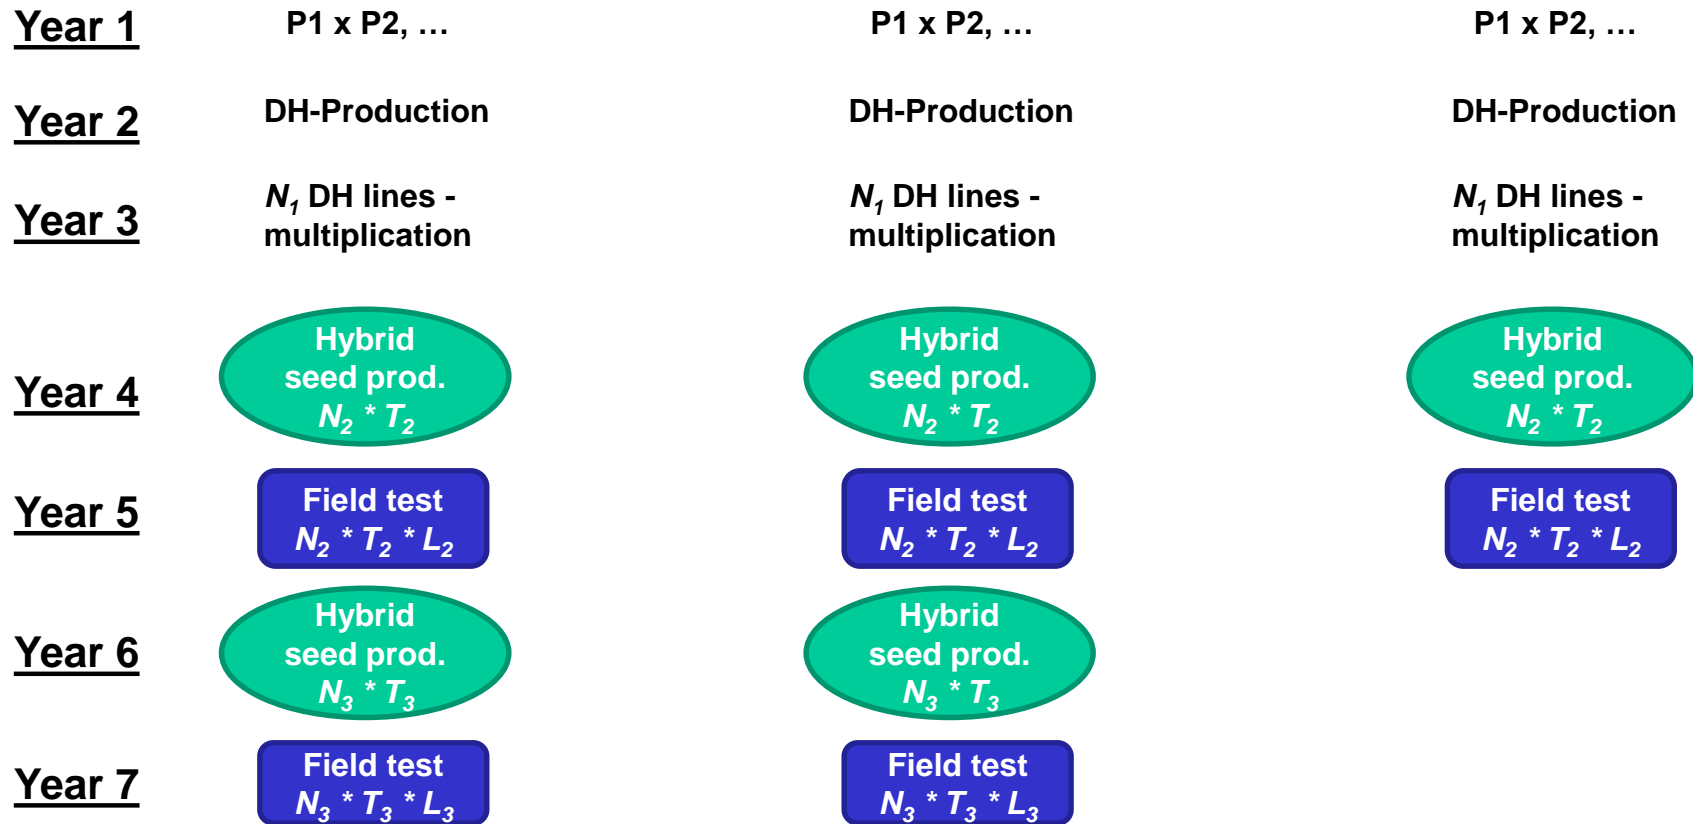 Year 1 P1 x P2, … P1 x P2, … P1 x P2, …
Year 2 DH-Production DH-Production DH-Production
Year 3
N1 DH lines -
multiplication
N1 DH lines -
multiplication
N1 DH lines -
multiplication
Year 4
Hybrid
seed prod.
N2 * T2
Hybrid
seed prod.
N2 * T2
Hybrid
seed prod.
N2 * T2
Year 5
Field test
N2 * T2 * L2
Field test
N2 * T2 * L2
Field test
N2 * T2 * L2
Year 6
Hybrid
seed prod.
N3 * T3
Hybrid
seed prod.
N3 * T3
Year 7
Field test
N3 * T3 * L3
Field test
N3 * T3 * L3